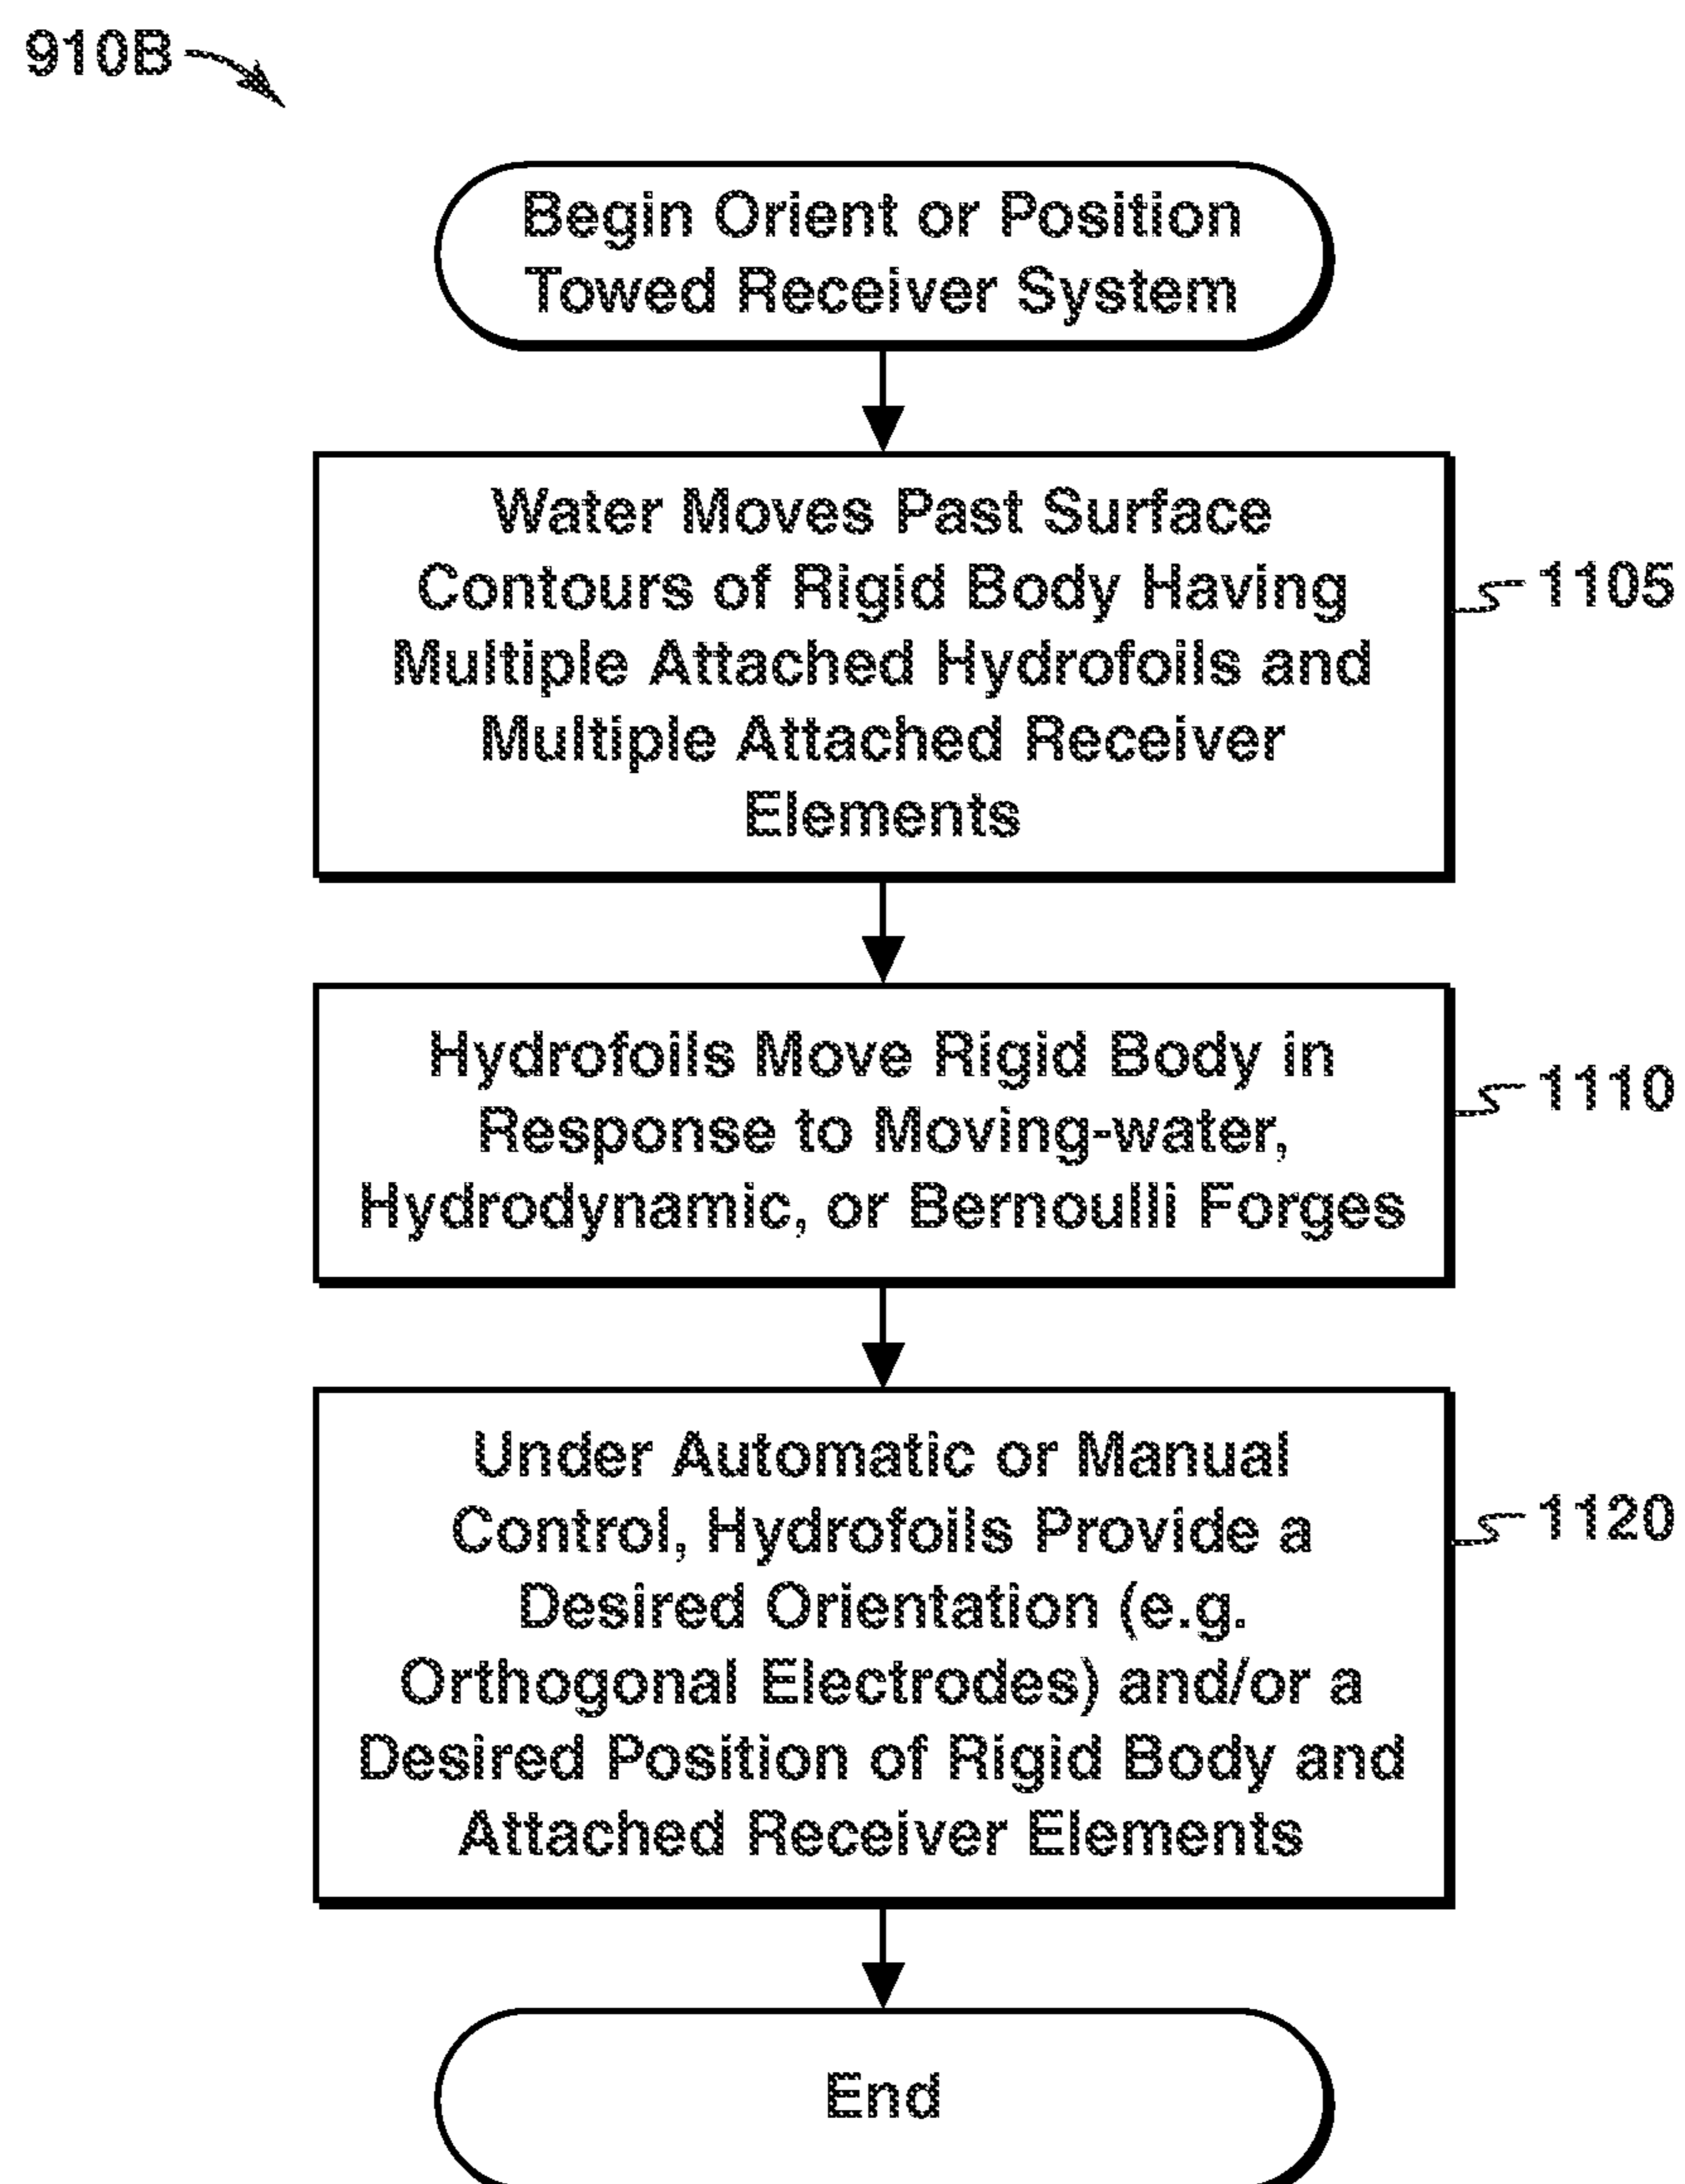 910B
Begin Orient or Position
Towed Receiver System
Water Moves Past Surface
Contours of Rigid Body Having
Multiple Attached Hydrofoils and
Multiple Attached Receiver
Elements
1105
Hydrofoils Move Rigid Body in
Response to Moving-water,
Hydrodynamic, or Bernoulli Forges
1110
Under Automatic or Manual
Control, Hydrofoils Provide a
Desired Orientation (e.g.
Orthogonal Electrodes) and/or a
Desired Position of Rigid Body and
Attached Receiver Elements
1120
End